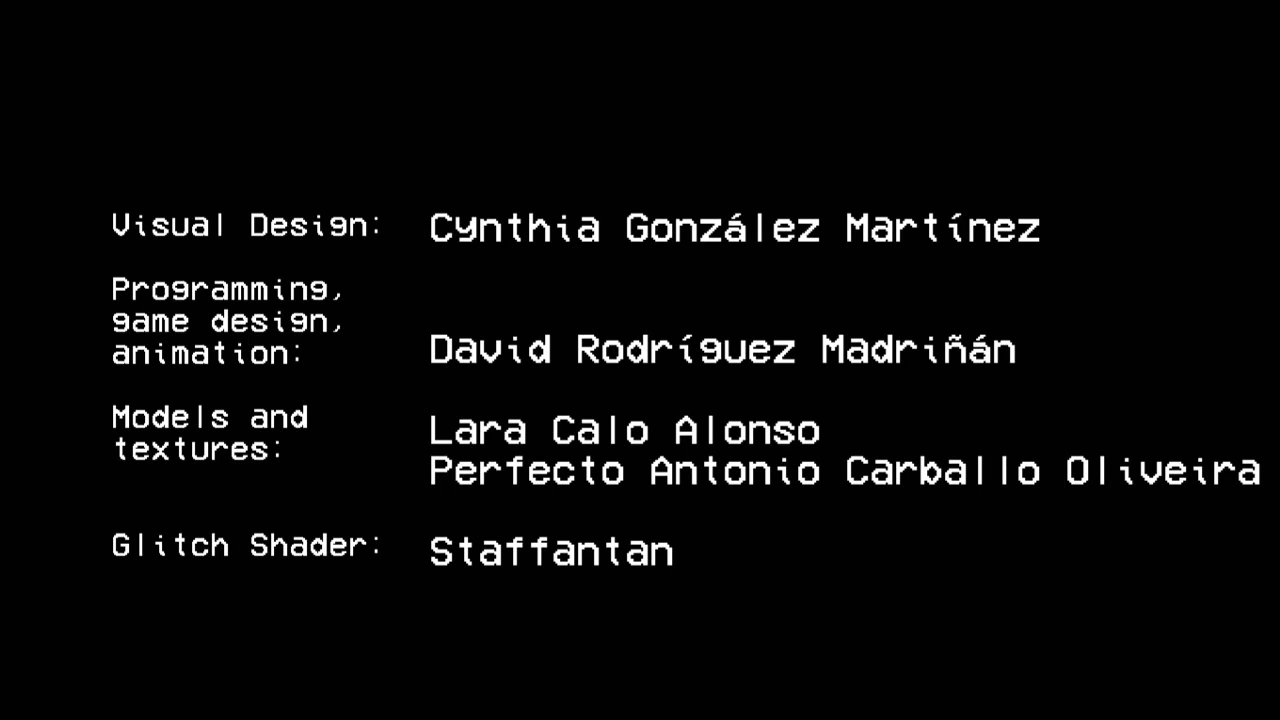 Visual Design: Cynthia González Martínez
Programming,
game design,
animation: David Rodríguez Madriñán
Models and
textures:
Lara Calo Alonso
Perfecto Antonio Carballo Oliveira
Glitch Shader: Staffantan